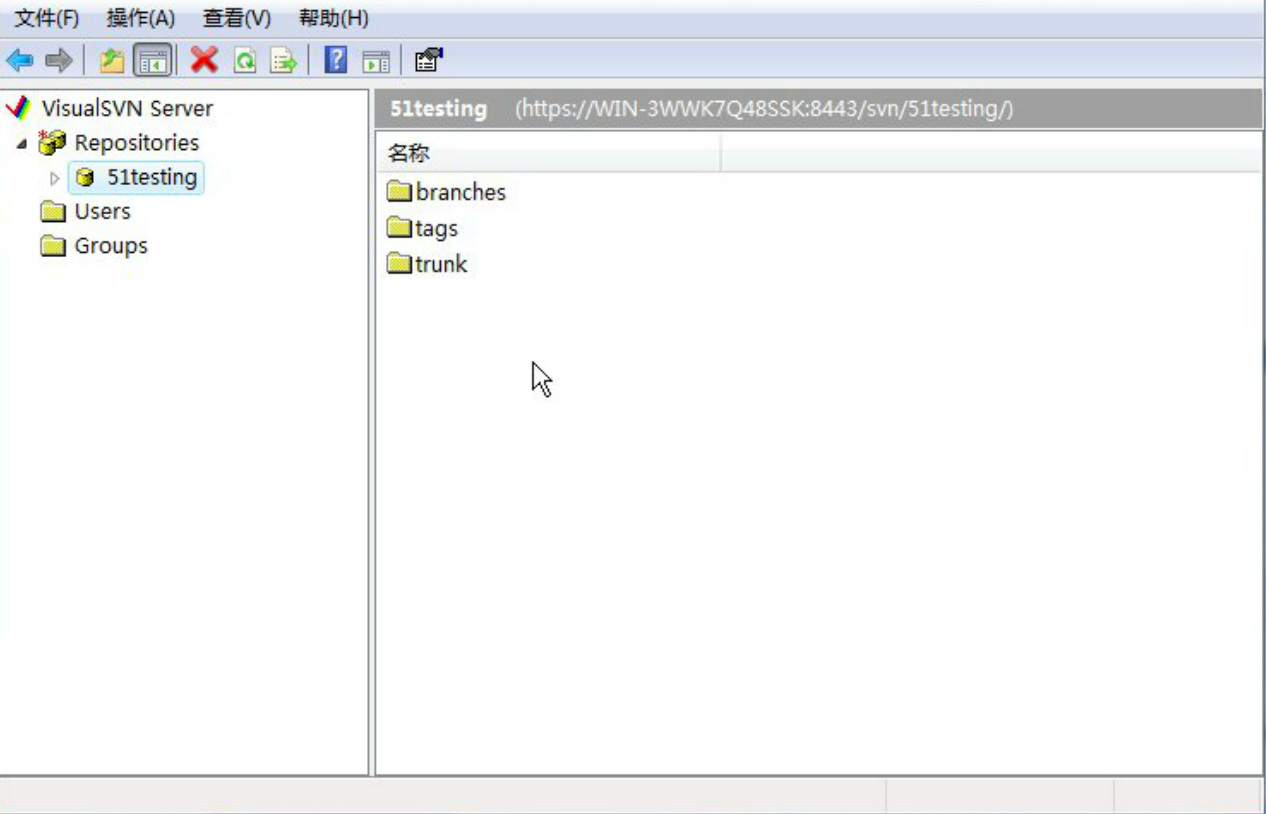 文件(F) 操作(A) 查看(V) 帮助(H)
VisualSVN Server
Repositories
51testing
Users
Groups
51testing (https://WIN-3WWK7Q48SSK:8443/svn/51testing/)
名称
branches
tags
trunk